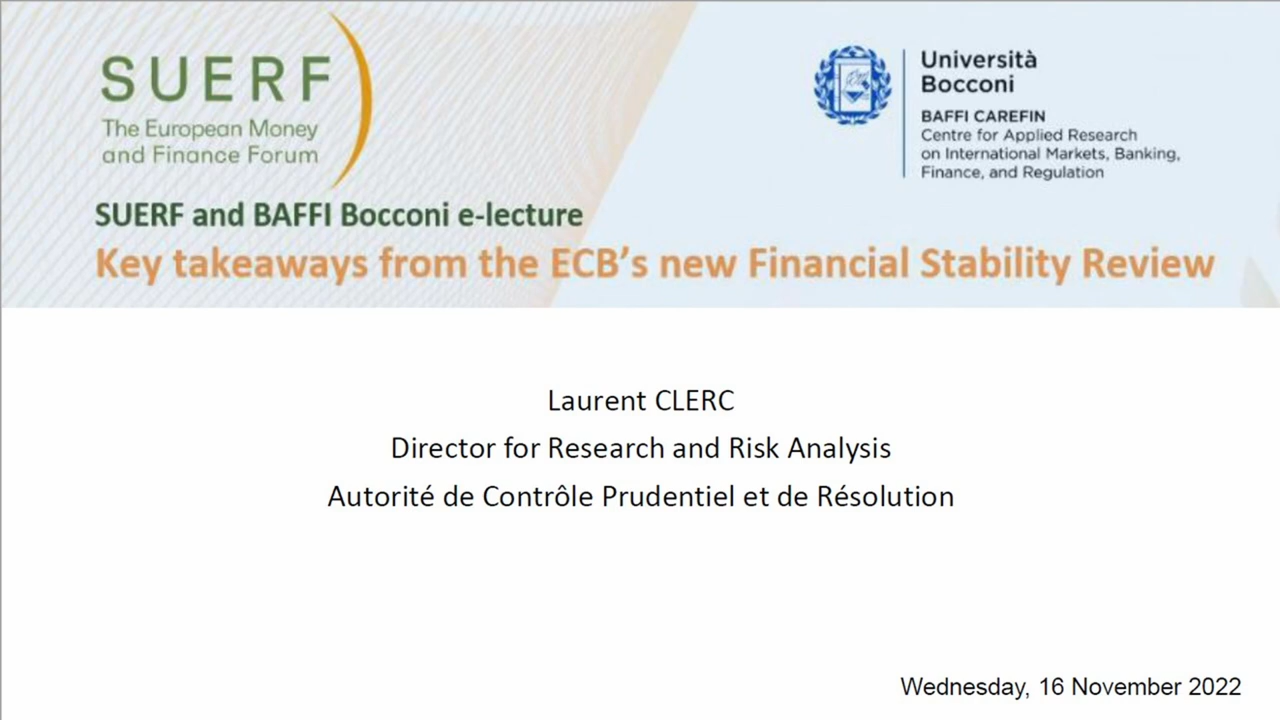 SUERF
The European Money
and Finance Forum
Università
Bocconi
BAFFI CAREFIN
Centre for Applied Research
on International Markets, Banking,
Finance, and Regulation
SUERF and BAFFI Bocconi e-lecture
Key takeaways from the ECB's new Financial Stability Review
Laurent CLERC
Director for Research and Risk Analysis
Autorité de Contrôle Prudentiel et de Résolution
Wednesday, 16 November 2022